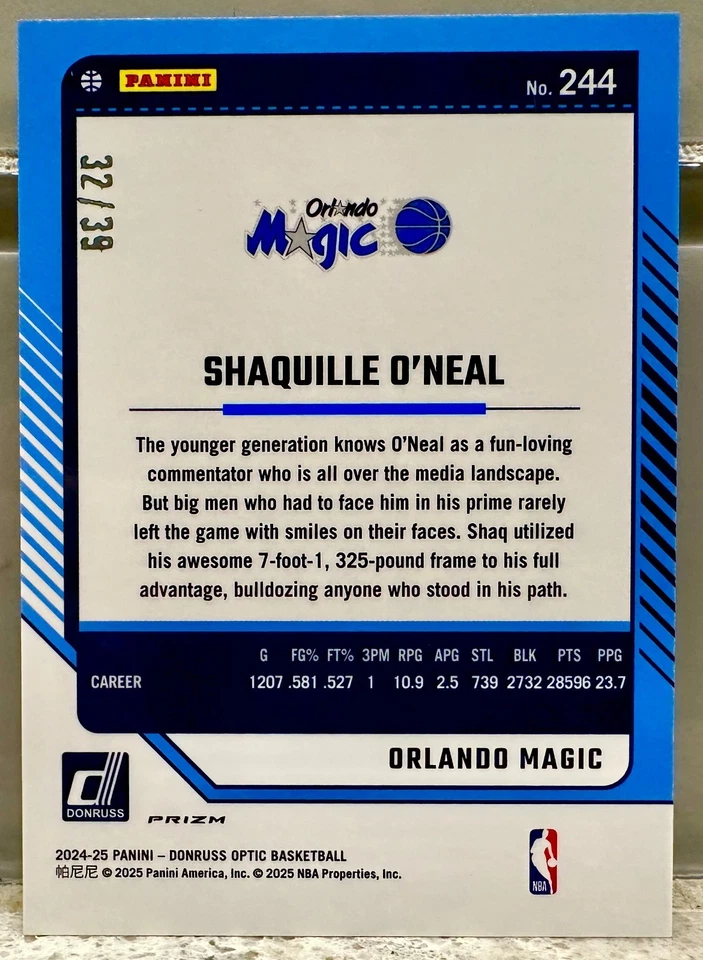 PANINI
No. 244
32/39
Orlando
Magic
SHAQUILLE O'NEAL
The younger generation knows O'Neal as a fun-loving
commentator who is all over the media landscape.
But big men who had to face him in his prime rarely
left the game with smiles on their faces. Shaq utilized
his awesome 7-foot-1, 325-pound frame to his full
advantage, bulldozing anyone who stood in his path.
G FG% FT% 3PM RPG APG STL BLK PTS PPG
CAREER 1207 .581 .527 1 10.9 2.5 739 2732 28596 23.7
ORLANDO MAGIC
DONRUSS
PRIZM
2024-25 PANINI – DONRUSS OPTIC BASKETBALL
帕尼尼 © 2025 Panini America, Inc. © 2025 NBA Properties, Inc.
NBA